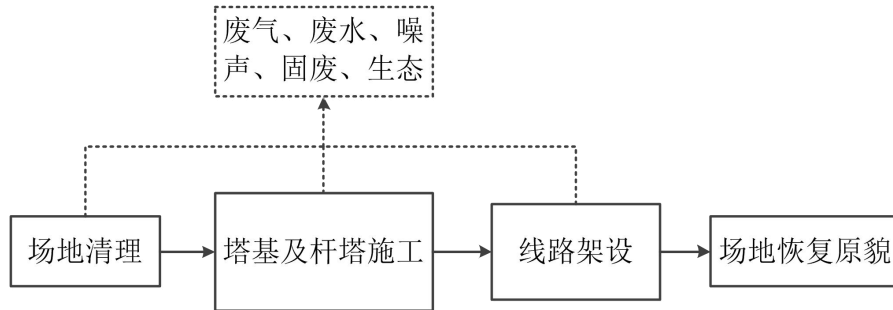 废气、废水、噪
声、固废、生态
场地清理
塔基及杆塔施工
线路架设
场地恢复原貌